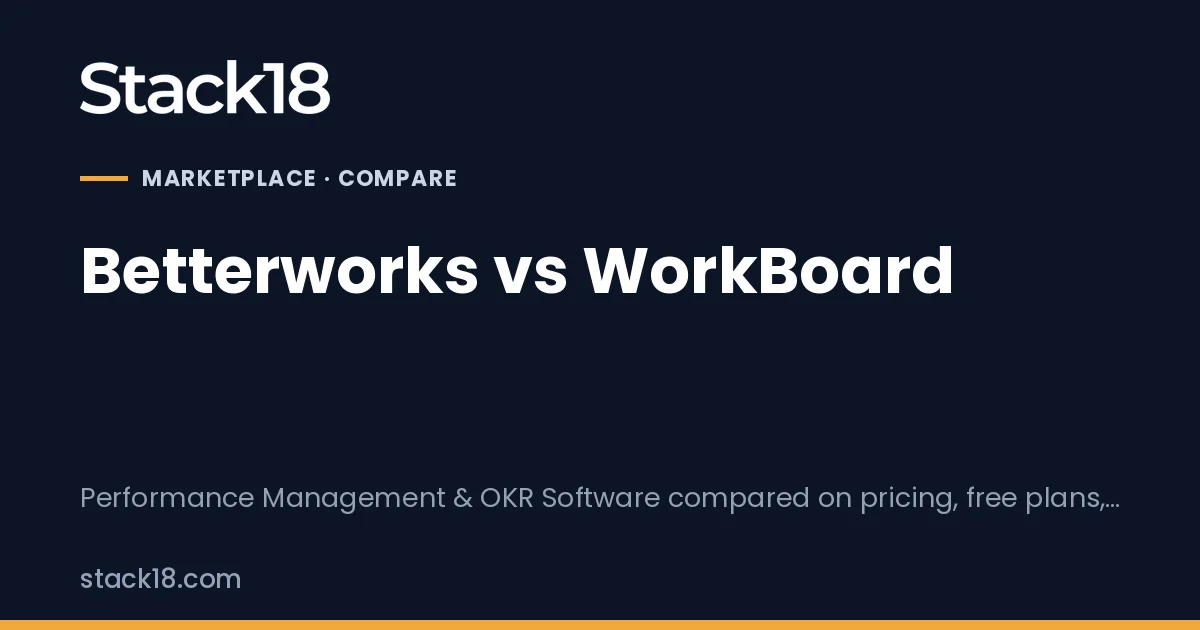 Stack18
MARKETPLACE · COMPARE
Betterworks vs WorkBoard
Performance Management & OKR Software compared on pricing, free plans,...
stack18.com